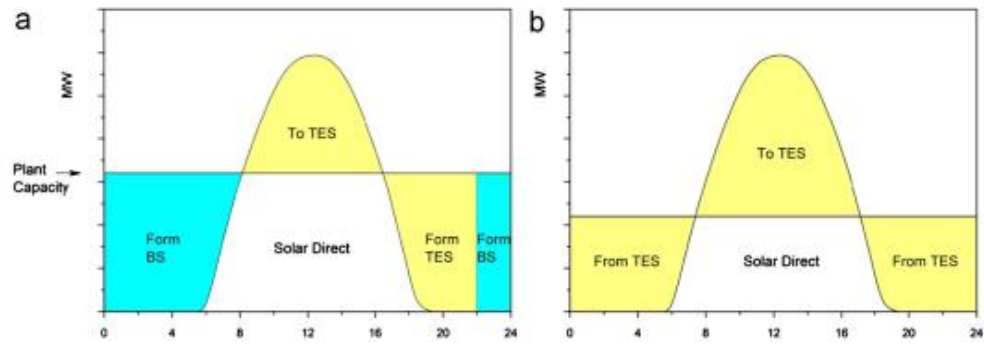 a
MW
Plant
Capacity
To TES
Form
BS
Solar Direct
Form
TES
Form
BS
0 4 8 12 16 20 24
b
MW
To TES
From TES
Solar Direct
From TES
0 4 8 12 16 20 24